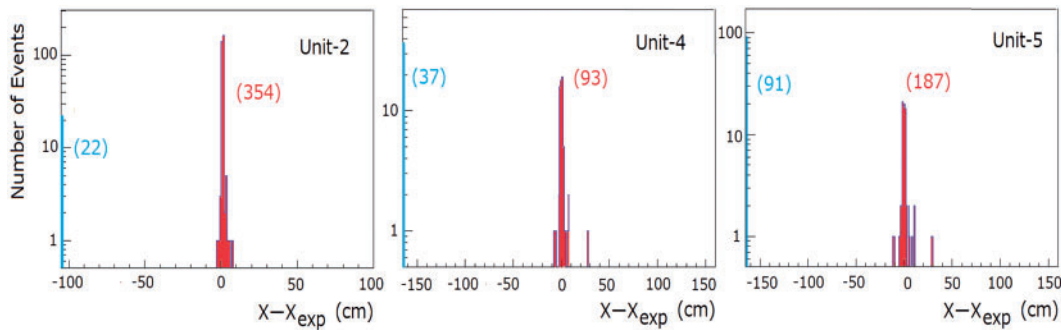 Number of Events
100
10
1
Unit-2
(354)
(22)
-100 -50 0 50 100
X–Xexp (cm)
10
1
Unit-4
(37)
(93)
-150 -100 -50 0 50 100 150
X–Xexp (cm)
100
10
1
Unit-5
(91)
(187)
-150 -100 -50 0 50 100 150
X–Xexp (cm)